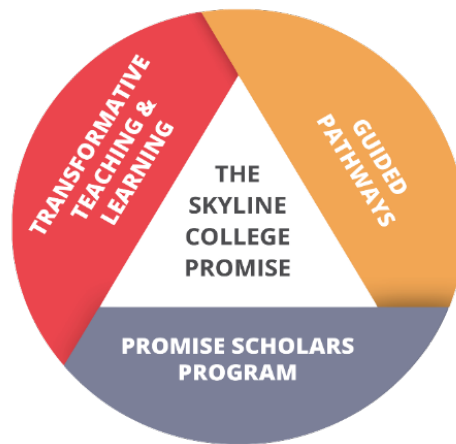 TRANSFORMATIVE
TEACHING &
LEARNING
GUIDED
PATHWAYS
THE
SKYLINE
COLLEGE
PROMISE
PROMISE SCHOLARS
PROGRAM